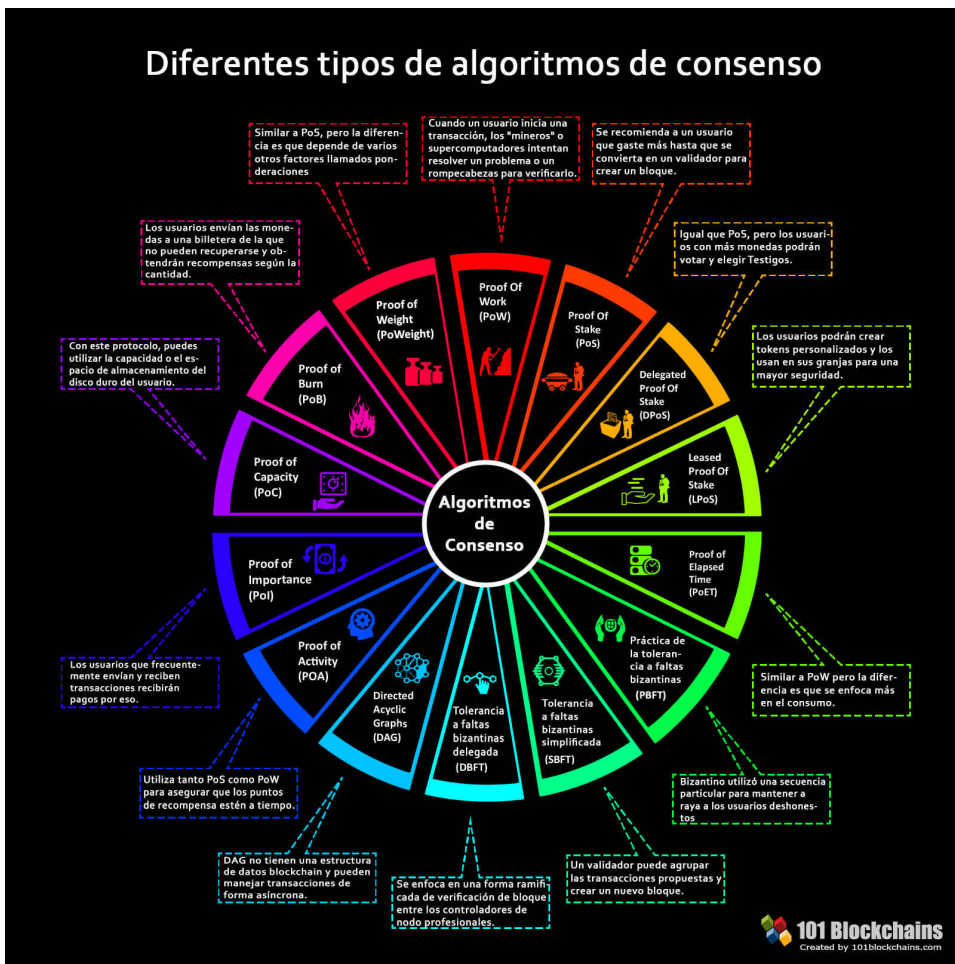 Diferentes tipos de algoritmos de consenso
Similar a PoS, pero la diferen-
cia es que depende de varios
otros factores llamados pon-
deraciones
Cuando un usuario inicia una
transacción, los "mineros" o
supercomputadores intentan
resolver un problema o un
rompecabezas para verificarlo.
Se recomienda a un usuario
que gaste más hasta que se
convierta en un validador para
crear un bloque.
Los usuarios envían las mone-
das a una billetera de la que
no pueden recuperarse y ob-
tendrán recompensas según la
cantidad.
Igual que PoS, pero los usuari-
os con más monedas podrán
votar y elegir Testigos.
Con este protocolo, puedes
utilizar la capacidad o el es-
pacio de almacenamiento del
disco duro del usuario.
Los usuarios podrán crear
tokens personalizados y los
usan en sus granjas para una
mayor seguridad.
Proof of
Weight
(PoWeight)
Proof Of
Work
(PoW)
Proof Of
Stake
(PoS)
Proof of
Burn
(PoB)
Delegated
Proof Of
Stake
(DPoS)
Proof of
Capacity
(PoC)
Leased
Proof Of
Stake
(LPoS)
Algoritmos
de
Consenso
Proof of
Importance
(PoI)
Proof of
Elapsed
Time
(PoET)
Proof of
Activity
(POA)
Práctica de
la toleran-
cia a faltas
bizantinas
(PBFT)
Directed
Acyclic
Graphs
(DAG)
Tolerancia
a faltas
bizantinas
delegada
(DBFT)
Tolerancia
a faltas
bizantinas
simplificada
(SBFT)
Los usuarios que frecuente-
mente envían y reciben
transacciones recibirán
pagos por eso.
Similar a PoW pero la difer-
encia es que se enfoca más
en el consumo.
Utiliza tanto PoS como PoW
para asegurar que los puntos
de recompensa estén a tiempo.
Bizantino utilizó una secuencia
particular para mantener a
raya a los usuarios deshones-
tos
DAG no tienen una estructura
de datos blockchain y pueden
manejar transacciones de
forma asíncrona.
Se enfoca en una forma ramifi
cada de verificación de bloque
entre los controladores de
nodo profesionales.
Un validador puede agrupar
las transacciones propuestas y
crear un nuevo bloque.
101 Blockchains
Created by 101blockchains.com